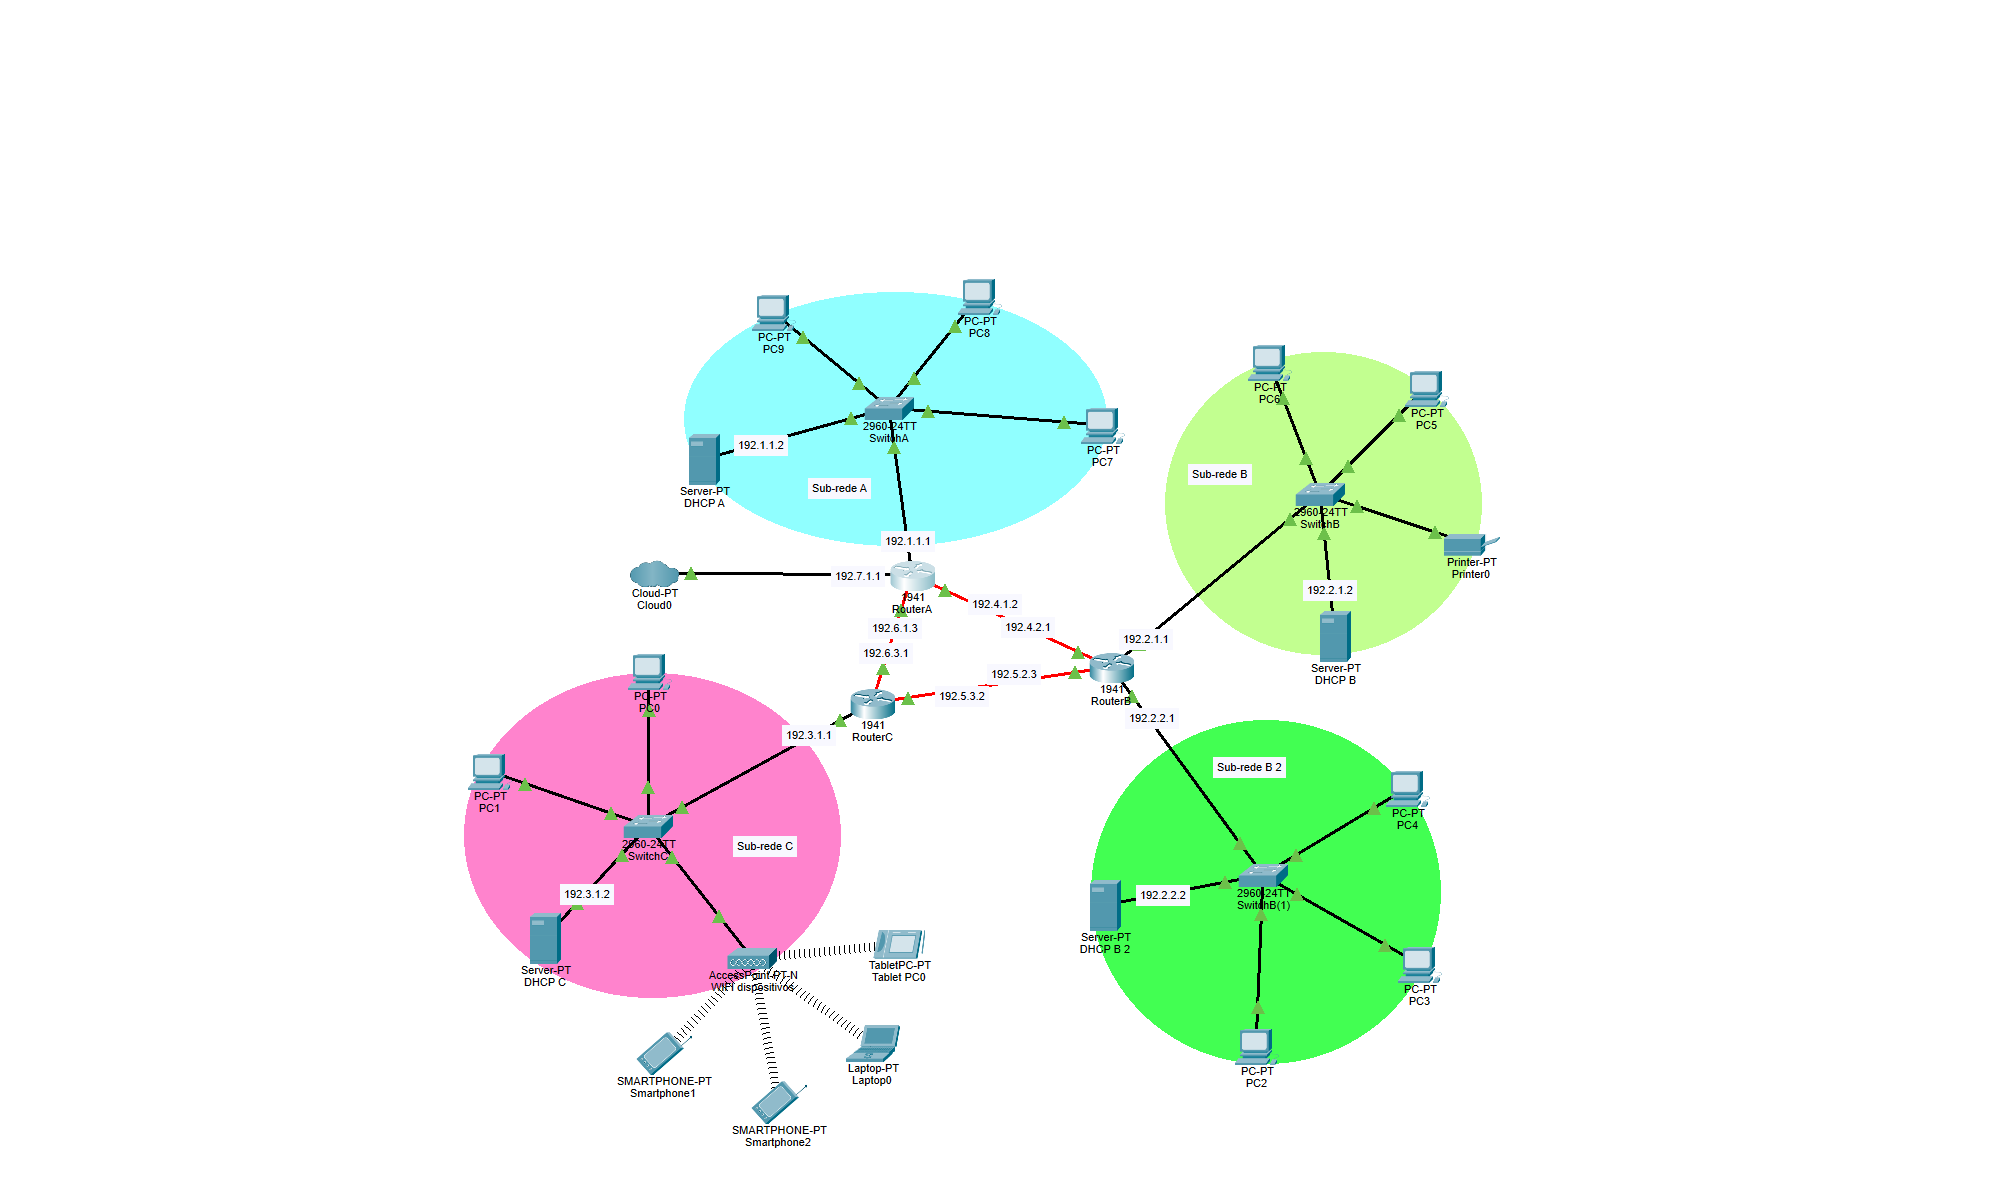 PC-PT
PC9
PC-PT
PC8
2960-24TT
SwitchA
PC-PT
PC7
192.1.1.2
Server-PT
DHCP A
Sub-rede A
192.1.1.1
PC-PT
PC6
PC-PT
PC5
Sub-rede B
2960-24TT
SwitchB
Printer-PT
Printer0
192.2.1.2
Server-PT
DHCP B
Cloud-PT
Cloud0
192.7.1.1
1941
RouterA
192.4.1.2
192.4.2.1
192.6.1.3
192.6.3.1
192.2.1.1
1941
RouterB
192.5.2.3
192.5.3.2
1941
RouterC
192.2.2.1
192.3.1.1
PC-PT
PC0
PC-PT
PC1
2960-24TT
SwitchC
Sub-rede C
192.3.1.2
Server-PT
DHCP C
AccessPoint-PT-N
WIFI dispositivos
TabletPC-PT
Tablet PC0
SMARTPHONE-PT
Smartphone1
Laptop-PT
Laptop0
SMARTPHONE-PT
Smartphone2
Sub-rede B 2
PC-PT
PC4
2960-24TT
SwitchB(1)
192.2.2.2
Server-PT
DHCP B 2
PC-PT
PC3
PC-PT
PC2